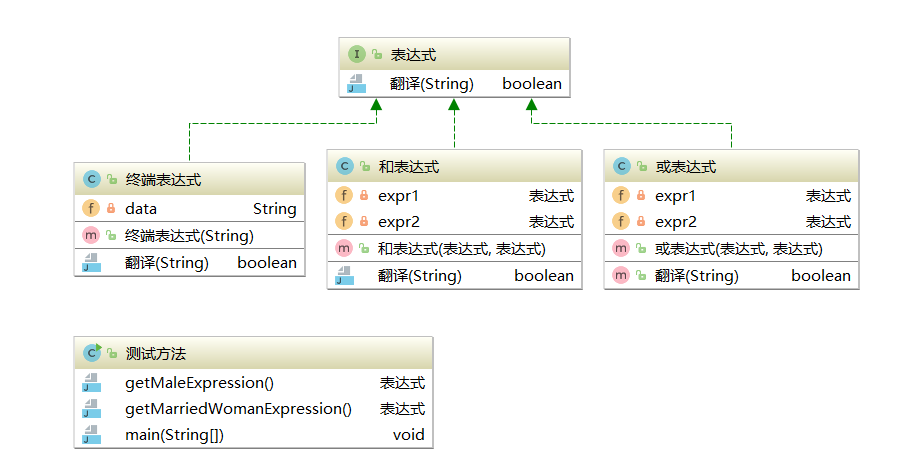 表达式
翻译(String) boolean
终端表达式
data String
终端表达式(String)
翻译(String) boolean
和表达式
expr1 表达式
expr2 表达式
和表达式(表达式, 表达式)
翻译(String) boolean
或表达式
expr1 表达式
expr2 表达式
或表达式(表达式, 表达式)
翻译(String) boolean
测试方法
getMaleExpression() 表达式
getMarriedWomanExpression() 表达式
main(String[]) void